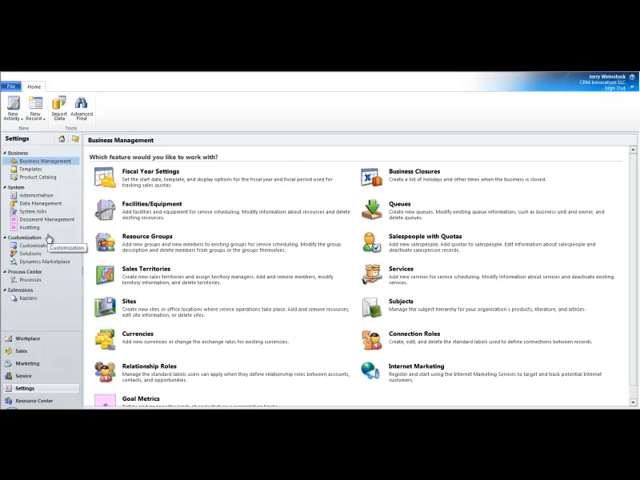 Jerry Weinstock
CRM Innovation LLC
Sign Out
File
Home
New Activity
New Record
Import Data
Advanced Find
New
Tools
Settings
Business Management
Business
Business Management
Templates
Product Catalog
System
Administration
Data Management
System Jobs
Document Management
Auditing
Customization
Customization
Solutions
Dynamics Marketplace
Process Center
Processes
Extensions
Workplace
Sales
Marketing
Service
Settings
Resource Center
Which feature would you like to work with?
Fiscal Year Settings
Set the start date, template, and display options for the fiscal year and fiscal period used for
tracking sales quotas.
Business Closures
Create a list of holidays and other times when the business is closed.
Facilities/Equipment
Add facilities and equipment for service scheduling. Modify information about resources and delete
existing resources.
Queues
Create new queues. Modify existing queue information, such as business unit and owner,
and delete queues.
Resource Groups
Add new groups and new members to existing groups for service scheduling. Modify the group
description and delete members from groups or the groups themselves.
Salespeople with Quotas
Add new salespeople. Add quotas to salespeople. Edit information about salespeople and
deactivate salespeople.
Sales Territories
Create new sales territories and assign territory managers. Add and remove members, modify
territory information, and delete territories.
Services
Add new services for service scheduling. Modify information about services and deactivate existing
services.
Sites
Create new sites or office locations where service operations take place. Add and remove resources,
edit site information, or delete sites.
Subjects
Manage the subject hierarchy for your organization's products, literature, and articles.
Currencies
Add new currencies or change the exchange rates for existing currencies.
Connection Roles
Create, edit, and delete the standard labels used to define connections between records.
Relationship Roles
Manage the standard labels users can apply when they define relationship roles between accounts,
contacts, and opportunities.
Internet Marketing
Register and start using the Internet Marketing Services to target and track potential Internet
customers.
Goal Metrics